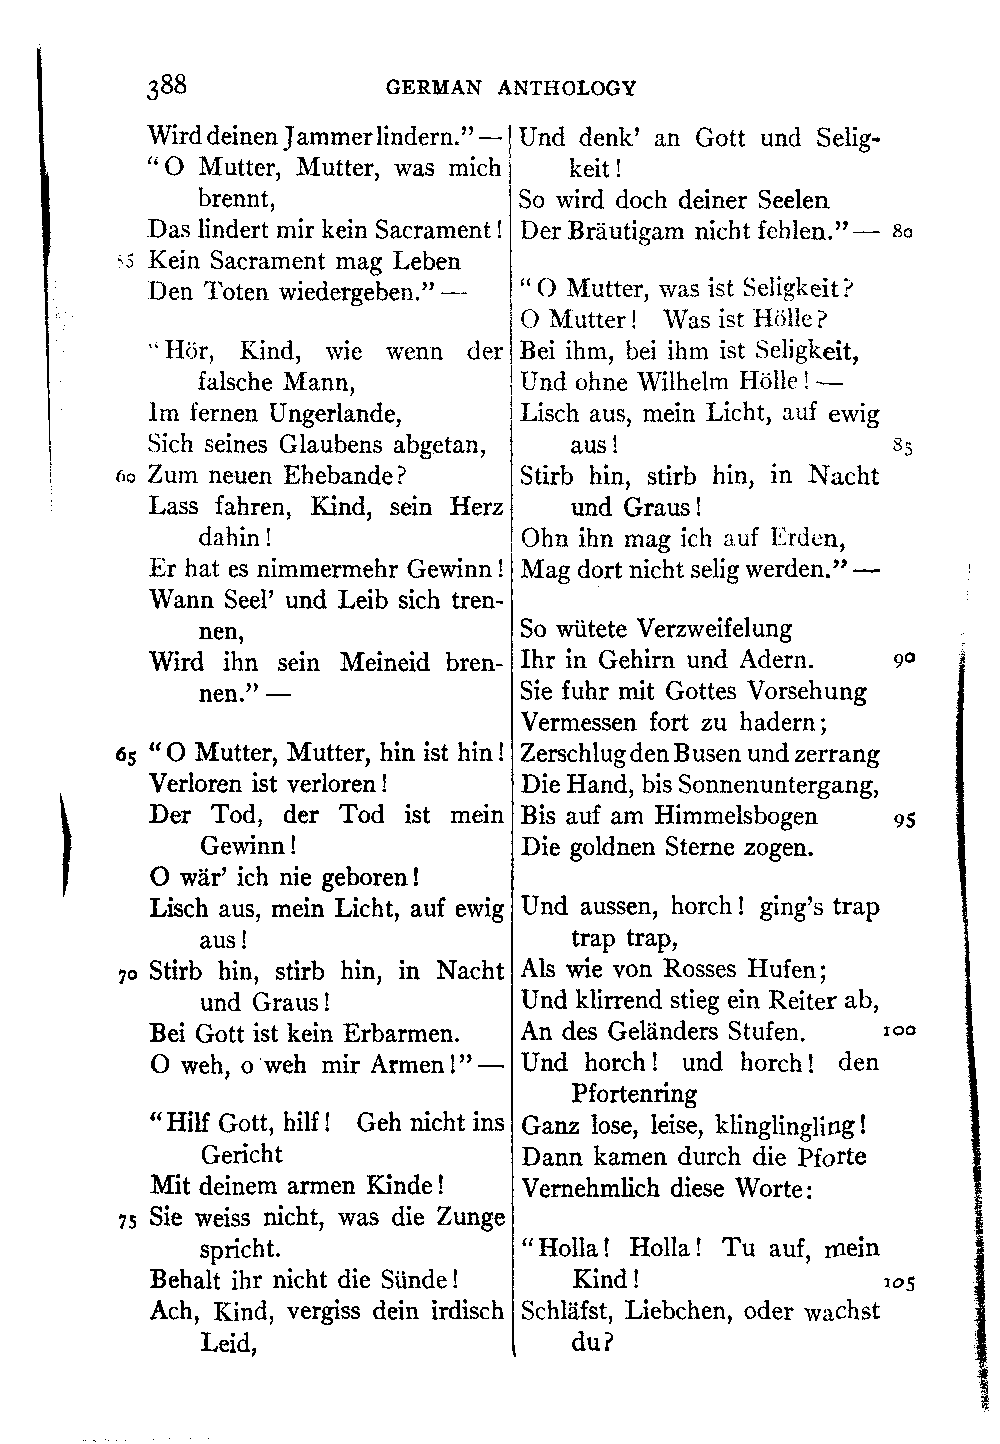 388 GERMAN ANTHOLOGY
Wird deinen Jammer lindern.” —
“O Mutter, Mutter, was mich
brennt,
Das lindert mir kein Sacrament!
55 Kein Sacrament mag Leben
Den Toten wiedergeben.” —
“Hör, Kind, wie wenn der
falsche Mann,
Im fernen Ungerlande,
Sich seines Glaubens abgetan,
60 Zum neuen Ehebande?
Lass fahren, Kind, sein Herz
dahin!
Er hat es nimmermehr Gewinn!
Wann Seel’ und Leib sich tren-
nen,
Wird ihn sein Meineid bren-
nen.” —
65 “O Mutter, Mutter, hin ist hin!
Verloren ist verloren!
Der Tod, der Tod ist mein
Gewinn!
O wär’ ich nie geboren!
Lisch aus, mein Licht, auf ewig
aus!
70 Stirb hin, stirb hin, in Nacht
und Graus!
Bei Gott ist kein Erbarmen.
O weh, o weh mir Armen!” —
“Hilf Gott, hilf! Geh nicht ins
Gericht
Mit deinem armen Kinde!
75 Sie weiss nicht, was die Zunge
spricht.
Behalt ihr nicht die Sünde!
Ach, Kind, vergiss dein irdisch
Leid,
Und denk’ an Gott und Selig-
keit!
So wird doch deiner Seelen
Der Bräutigam nicht fehlen.” — 80
“O Mutter, was ist Seligkeit?
O Mutter! Was ist Hölle?
Bei ihm, bei ihm ist Seligkeit,
Und ohne Wilhelm Hölle! —
Lisch aus, mein Licht, auf ewig
aus! 85
Stirb hin, stirb hin, in Nacht
und Graus!
Ohn ihn mag ich auf Erden,
Mag dort nicht selig werden.” —
So wütete Verzweifelung
Ihr in Gehirn und Adern. 90
Sie fuhr mit Gottes Vorsehung
Vermessen fort zu hadern;
Zerschlug den Busen und zerrang
Die Hand, bis Sonnenuntergang,
Bis auf am Himmelsbogen 95
Die goldnen Sterne zogen.
Und aussen, horch! ging’s trap
trap trap,
Als wie von Rosses Hufen;
Und klirrend stieg ein Reiter ab,
An des Geländers Stufen. 100
Und horch! und horch! den
Pfortenring
Ganz lose, leise, klinglingling!
Dann kamen durch die Pforte
Vernehmlich diese Worte:
“Holla! Holla! Tu auf, mein
Kind! 105
Schläfst, Liebchen, oder wachst
du?